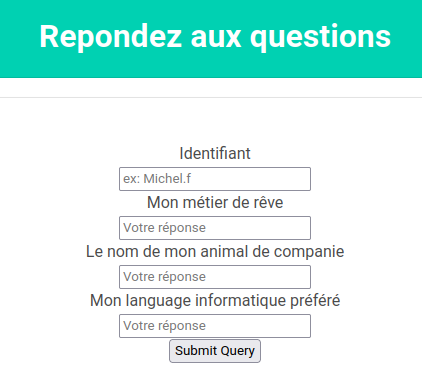 Repondez aux questions
Identifiant
ex: Michel.f
Mon métier de rêve
Votre réponse
Le nom de mon animal de companie
Votre réponse
Mon language informatique préféré
Votre réponse
Submit Query